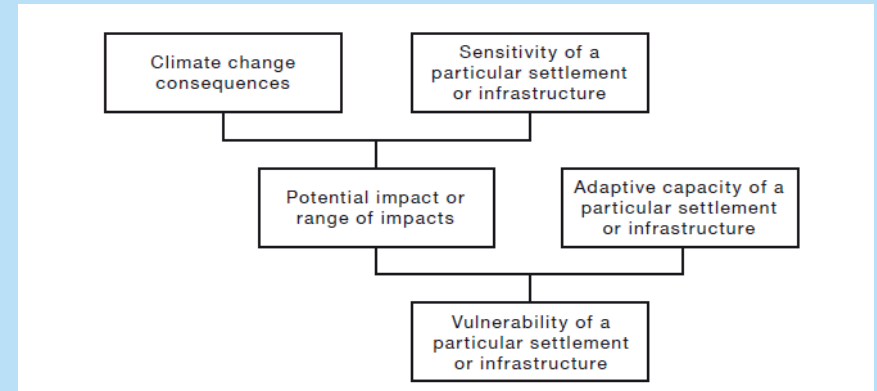 Climate change
consequences
Sensitivity of a
particular settlement
or infrastructure
Potential impact or
range of impacts
Adaptive capacity of a
particular settlement
or infrastructure
Vulnerability of a
particular settlement
or infrastructure